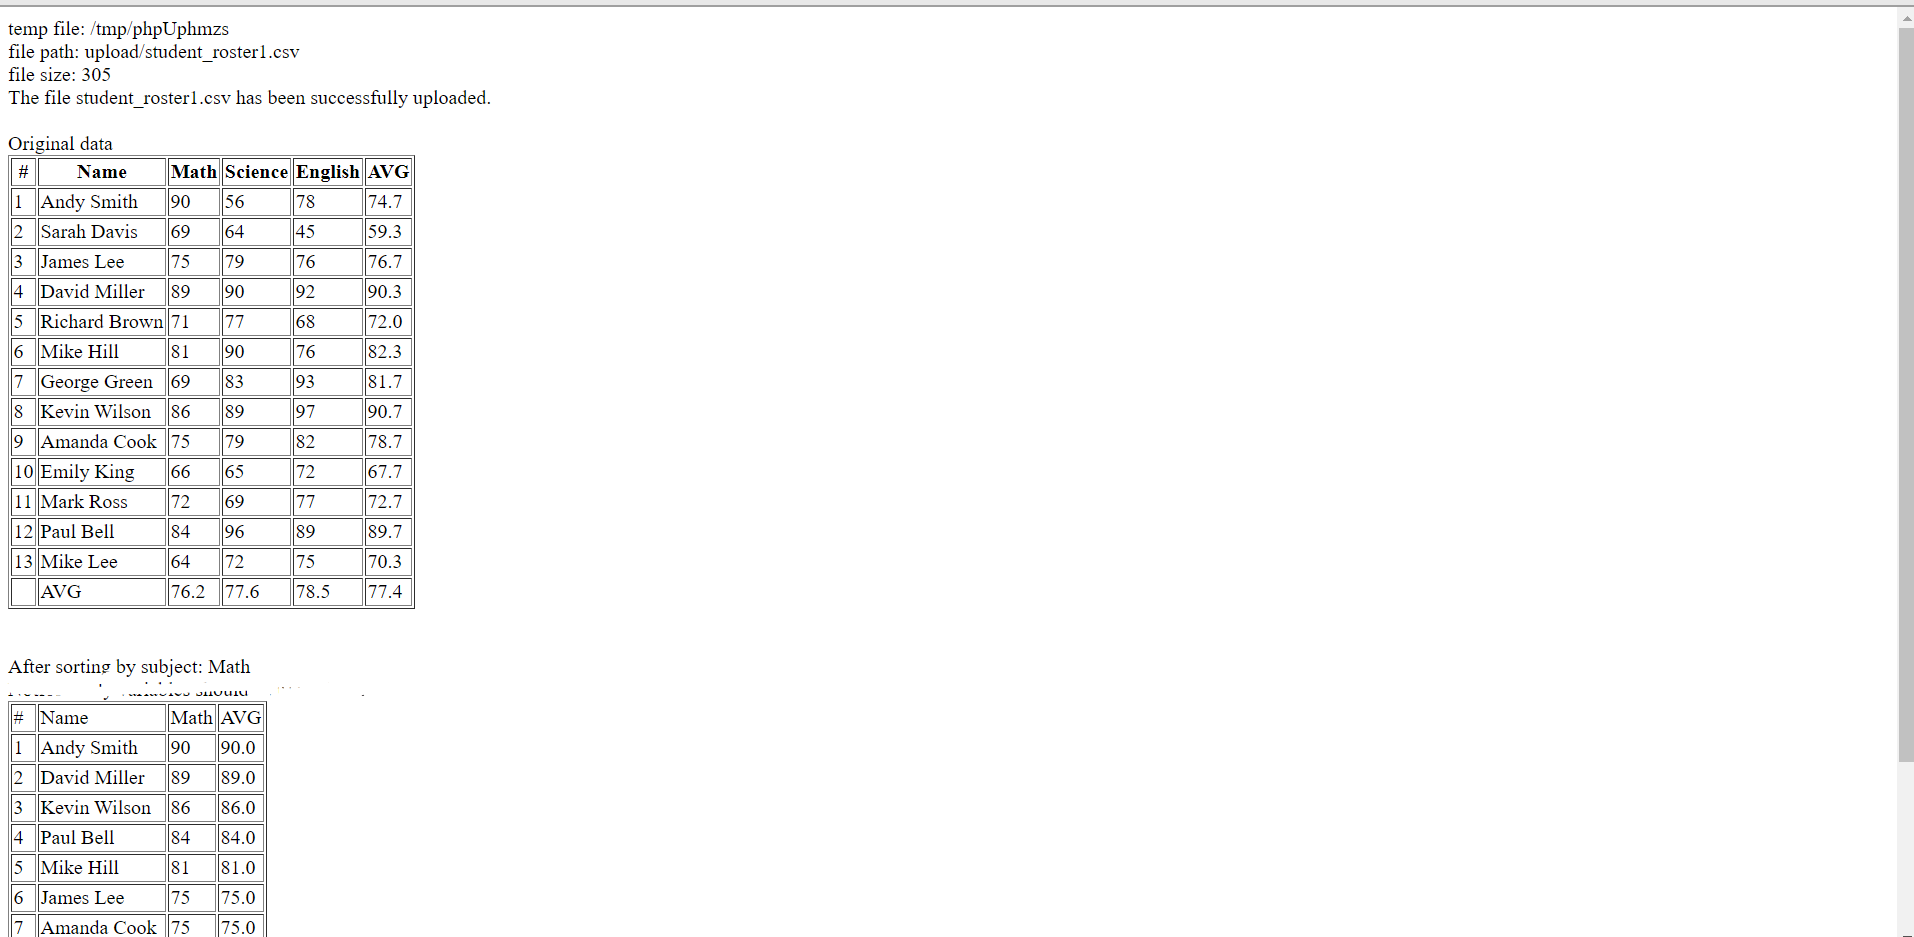 temp file: /tmp/phpUphmzs
file path: upload/student_roster1.csv
file size: 305
The file student_roster1.csv has been successfully uploaded.
Original data
# Name Math Science English AVG
1 Andy Smith 90 56 78 74.7
2 Sarah Davis 69 64 45 59.3
3 James Lee 75 79 76 76.7
4 David Miller 89 90 92 90.3
5 Richard Brown 71 77 68 72.0
6 Mike Hill 81 90 76 82.3
7 George Green 69 83 93 81.7
8 Kevin Wilson 86 89 97 90.7
9 Amanda Cook 75 79 82 78.7
10 Emily King 66 65 72 67.7
11 Mark Ross 72 69 77 72.7
12 Paul Bell 84 96 89 89.7
13 Mike Lee 64 72 75 70.3
AVG 76.2 77.6 78.5 77.4
After sorting by subject: Math
variables should
# Name Math AVG
1 Andy Smith 90 90.0
2 David Miller 89 89.0
3 Kevin Wilson 86 86.0
4 Paul Bell 84 84.0
5 Mike Hill 81 81.0
6 James Lee 75 75.0
7 Amanda Cook 75 75.0